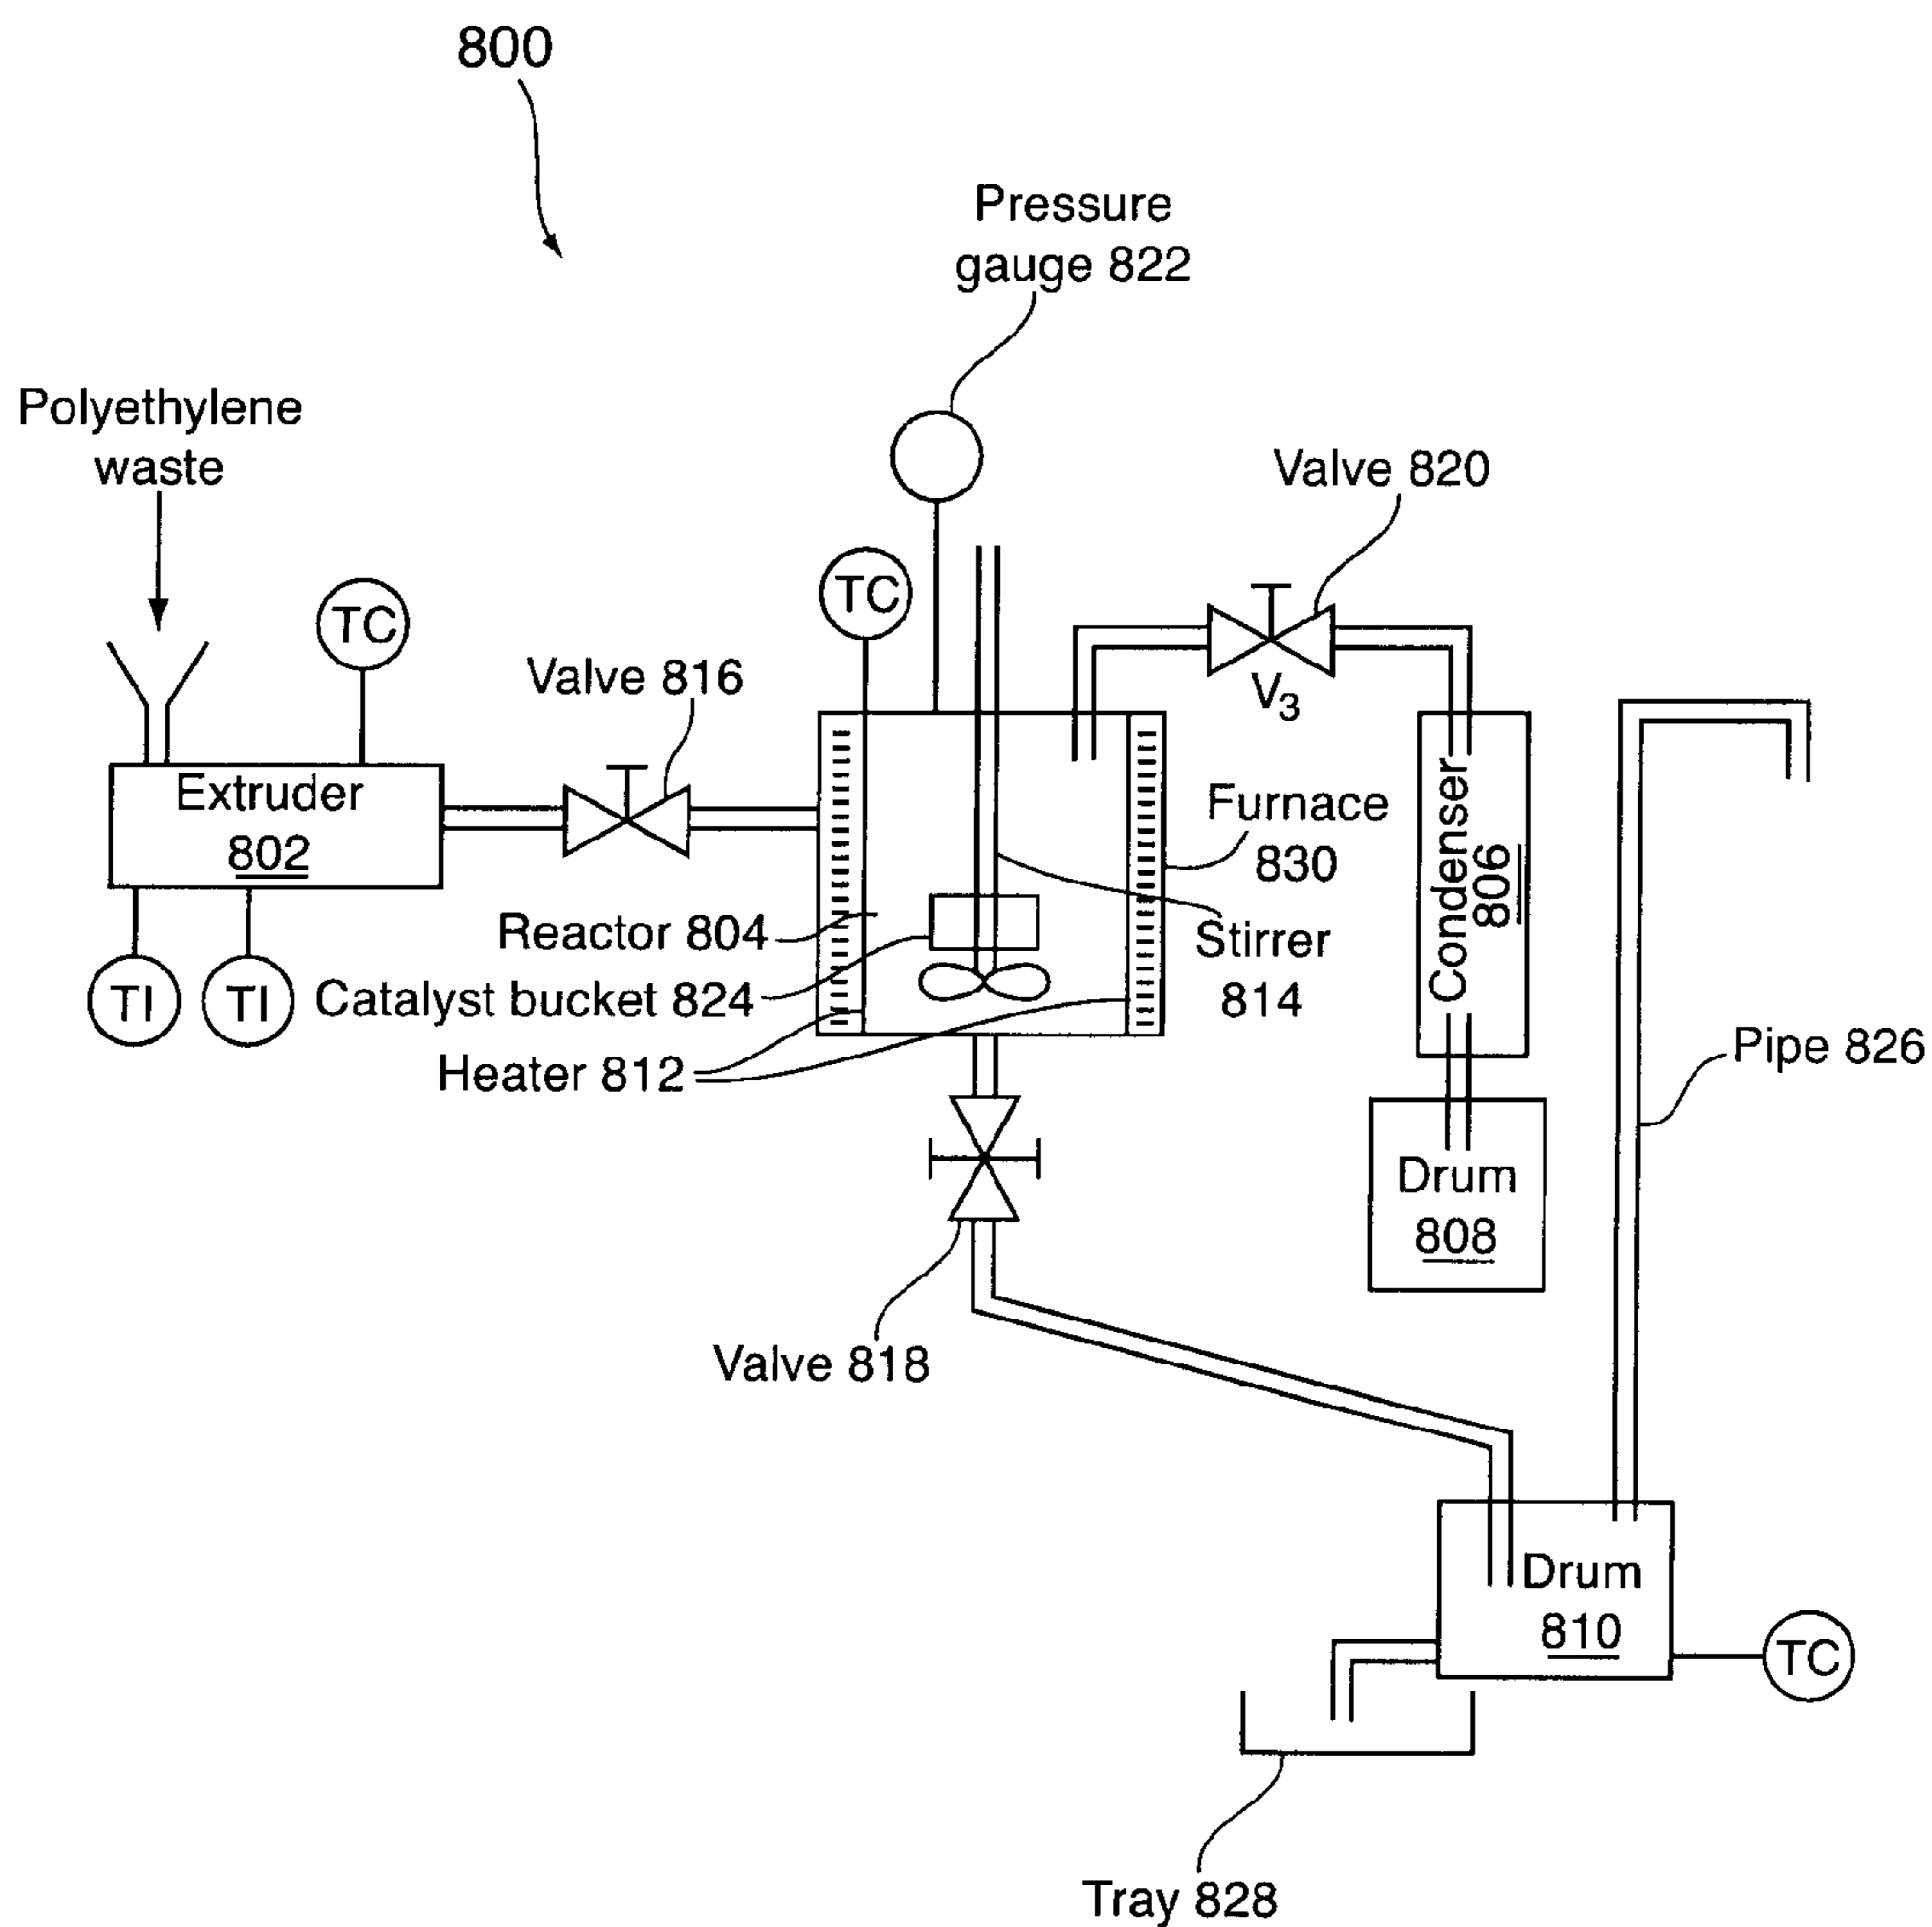 800
Pressure
gauge 822
Polyethylene
waste
Valve 820
TC
TC
Valve 816
V3
Extruder
802
Furnace
830
Condenser
806
Reactor 804
Stirrer
814
Catalyst bucket 824
TI
TI
Heater 812
Pipe 826
Drum
808
Valve 818
Drum
810
TC
Tray 828